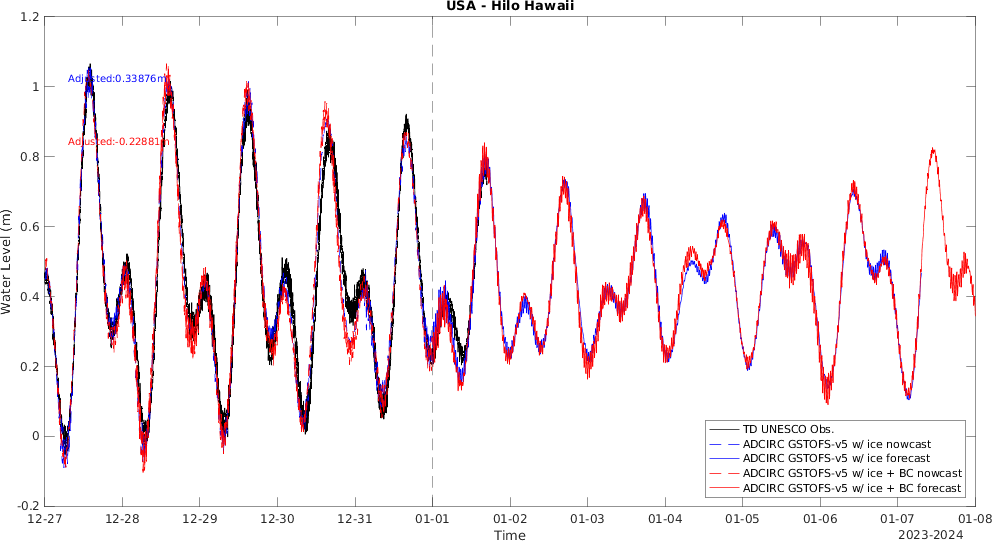 USA - Hilo Hawaii
1.2
1
0.8
0.6
0.4
0.2
0
-0.2
Water Level (m)
Adjusted:0.33876m
Adjusted:-0.22881m
TD UNESCO Obs.
ADCIRC GSTOFS-v5 w/ ice nowcast
ADCIRC GSTOFS-v5 w/ ice forecast
ADCIRC GSTOFS-v5 w/ ice + BC nowcast
ADCIRC GSTOFS-v5 w/ ice + BC forecast
12-27 12-28 12-29 12-30 12-31 01-01 01-02 01-03 01-04 01-05 01-06 01-07 01-08
Time
2023-2024